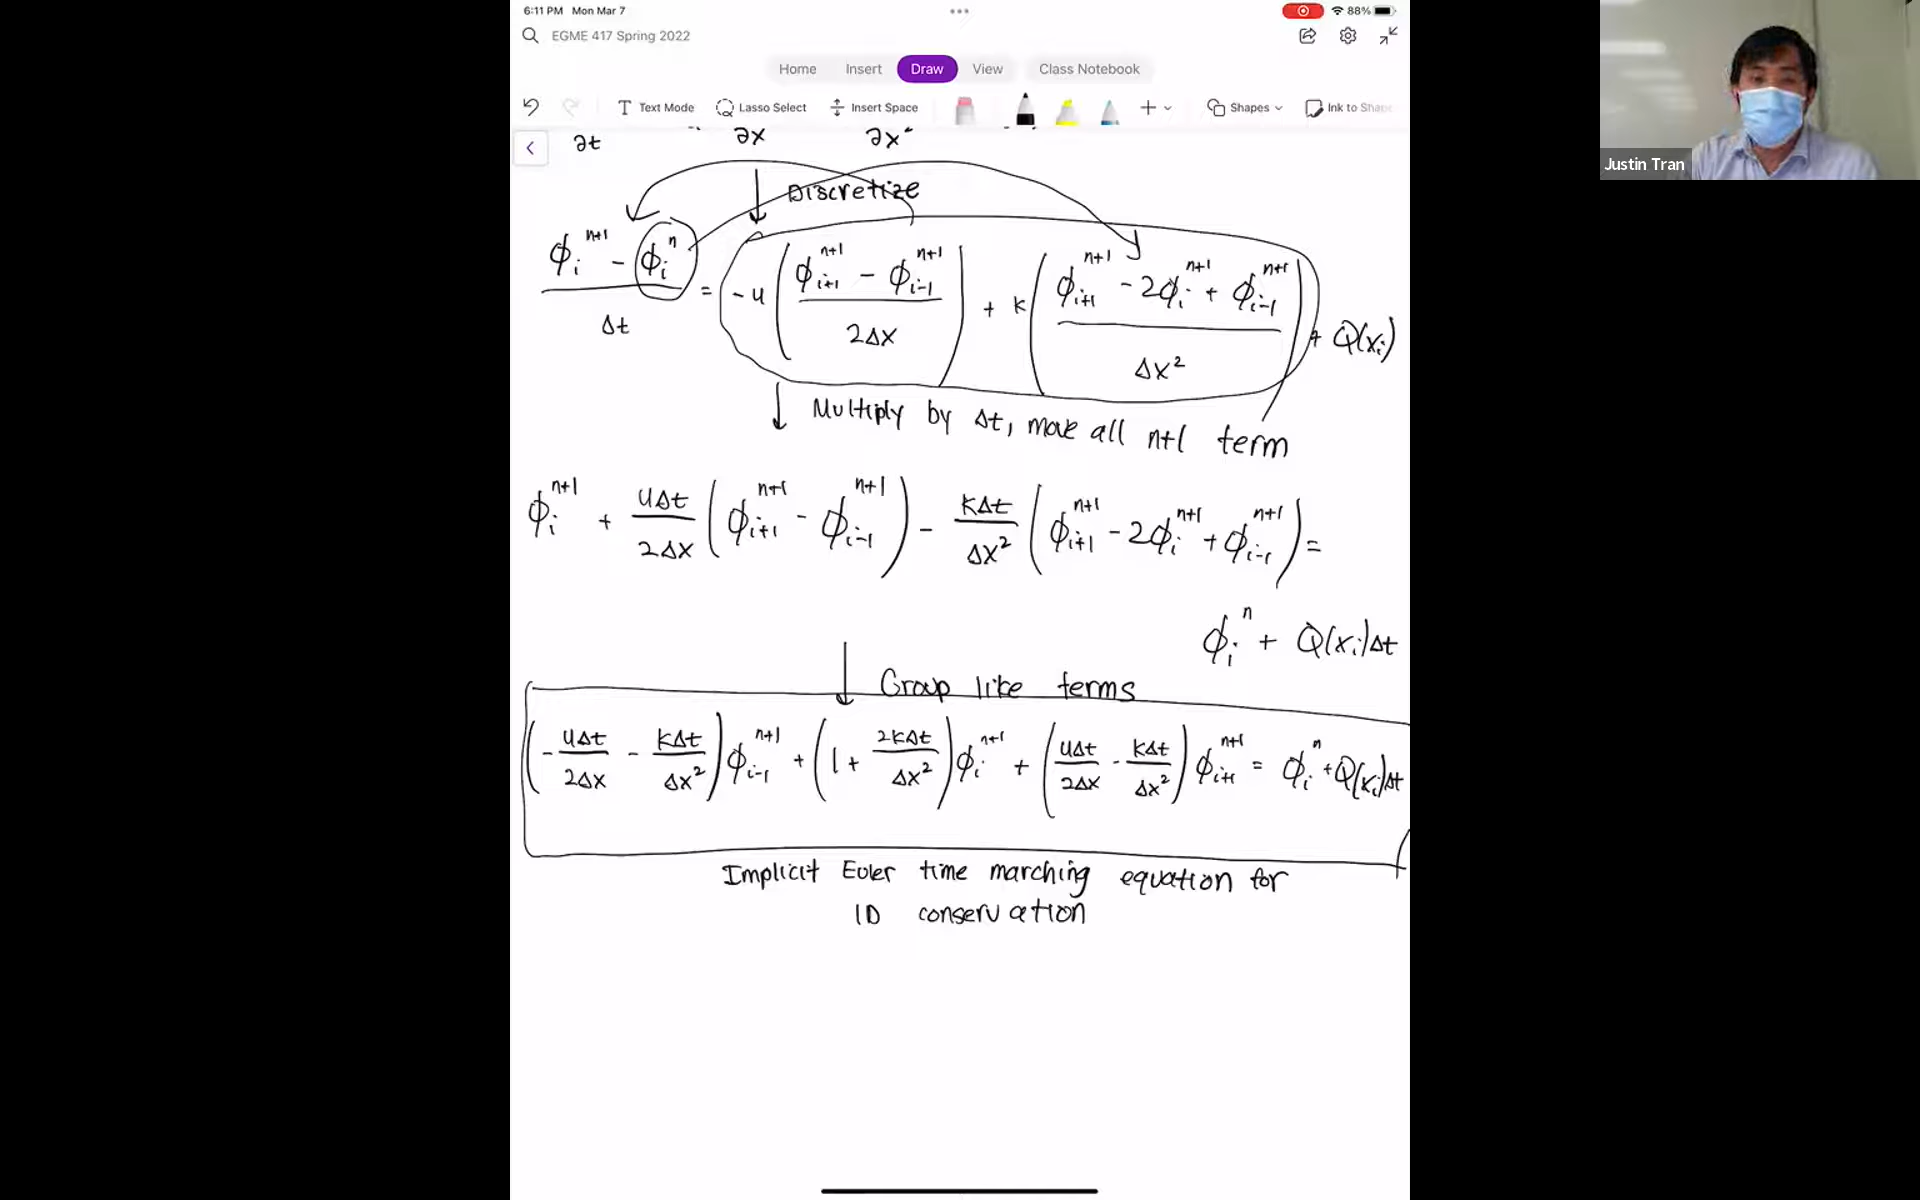 6:11 PM Mon Mar 7
88%
EGME 417 Spring 2022
Home Insert Draw View Class Notebook
Text Mode Lasso Select Insert Space Shapes Ink to Shape
∂t ∂x ∂x²
Discretize
(ϕᵢⁿ⁺¹ - ϕᵢⁿ)/Δt = -u((ϕᵢ₊₁ⁿ⁺¹ - ϕᵢ₋₁ⁿ⁺¹)/(2Δx)) + k((ϕᵢ₊₁ⁿ⁺¹ - 2ϕᵢⁿ⁺¹ + ϕᵢ₋₁ⁿ⁺¹)/Δx²) + Q(xᵢ)
↓ Multiply by Δt, move all n+1 term
ϕᵢⁿ⁺¹ + uΔt/(2Δx) (ϕᵢ₊₁ⁿ⁺¹ - ϕᵢ₋₁ⁿ⁺¹) - kΔt/Δx² (ϕᵢ₊₁ⁿ⁺¹ - 2ϕᵢⁿ⁺¹ + ϕᵢ₋₁ⁿ⁺¹) =
ϕᵢⁿ + Q(xᵢ)Δt
↓ Group like terms
(-uΔt/(2Δx) - kΔt/Δx²)ϕᵢ₋₁ⁿ⁺¹ + (1 + 2kΔt/Δx²)ϕᵢⁿ⁺¹ + (uΔt/(2Δx) - kΔt/Δx²)ϕᵢ₊₁ⁿ⁺¹ = ϕᵢⁿ + Q(xᵢ)Δt
Implicit Euler time marching equation for
1D conservation
Justin Tran